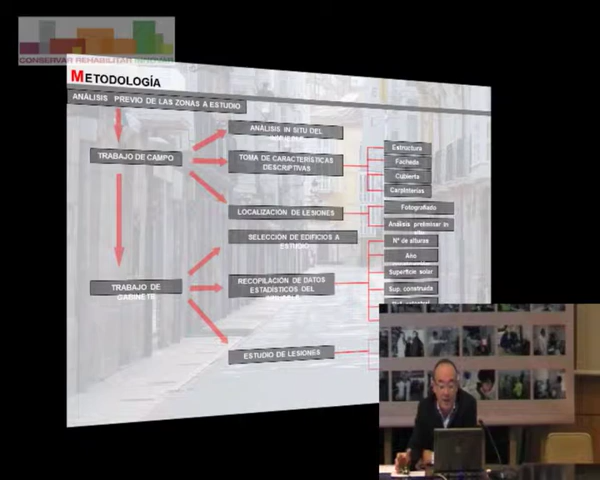 CONSERVAR REHABILITAR
METODOLOGÍA
ANÁLISIS PREVIO DE LAS ZONAS A ESTUDIO
TRABAJO DE CAMPO
ANÁLISIS IN SITU DEL
TOMA DE CARACTERÍSTICAS
DESCRIPTIVAS
Estructura
Fachada
Cubierta
Carpinterías
LOCALIZACIÓN DE LESIONES
Fotografiado
Análisis preliminar in
SELECCIÓN DE EDIFICIOS A
ESTUDIO
Nº de alturas
Año
TRABAJO DE
GABINETE
RECOPILACIÓN DE DATOS
ESTADÍSTICOS DEL
Superficie solar
Sup. construida
ESTUDIO DE LESIONES